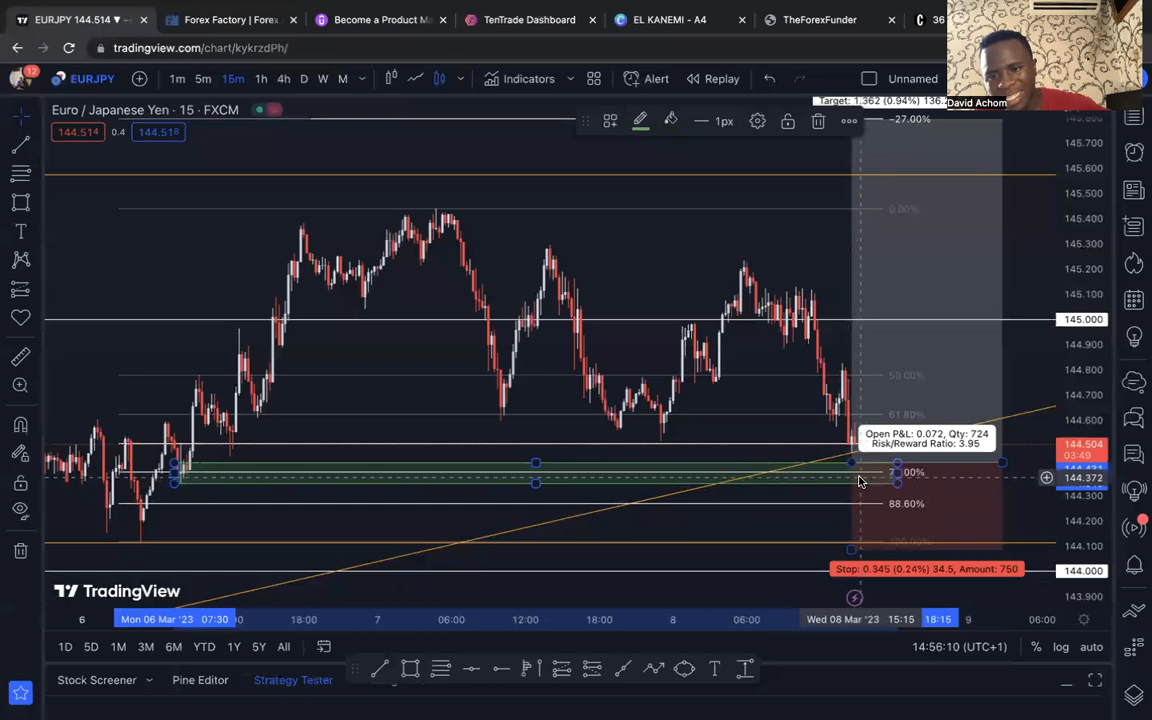 EURJPY 144.514
Forex Factory | Forex
Become a Product Ma
TenTrade Dashboard
EL KANEMI - A4
TheForexFunder
36
tradingview.com/chart/kykrzdPh/
12
EURJPY
1m 5m 15m 1h 4h D W M
Indicators
Alert
Replay
Unnamed
David Achom
Euro / Japanese Yen · 15 · FXCM
144.514 0.4 144.518
Target: 1.362 (0.94%) 136.2
1px
−27.00%
145.700
145.600
145.500
0.00%
145.400
145.300
145.200
145.100
145.000
144.900
144.800
61.80%
144.600
Open P&L: 0.072, Qty: 724
Risk/Reward Ratio: 3.95
144.504
03:49
144.372
144.300
88.60%
144.200
144.100
Stop: 0.345 (0.24%) 34.5, Amount: 750
144.000
143.900
TradingView
6 Mon 06 Mar '23 07:30 18:00 7 06:00 12:00 18:00 8 06:00 Wed 08 Mar '23 15:15 18:15 9 06:00
1D 5D 1M 3M 6M YTD 1Y 5Y All
14:56:10 (UTC+1) % log auto
Stock Screener Pine Editor Strategy Tester